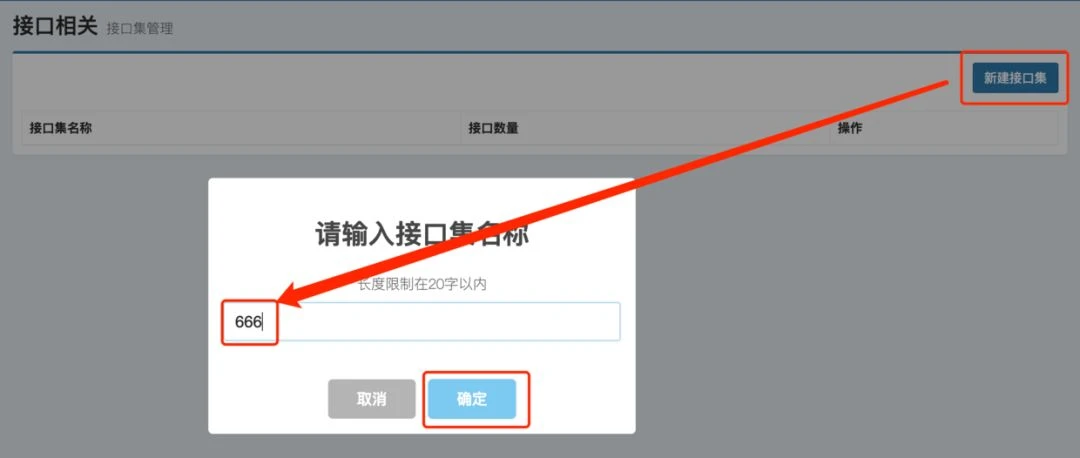 接口相关 接口集管理
新建接口集
接口集名称 接口数量 操作
请输入接口集名称
长度限制在20字以内
666
取消 确定